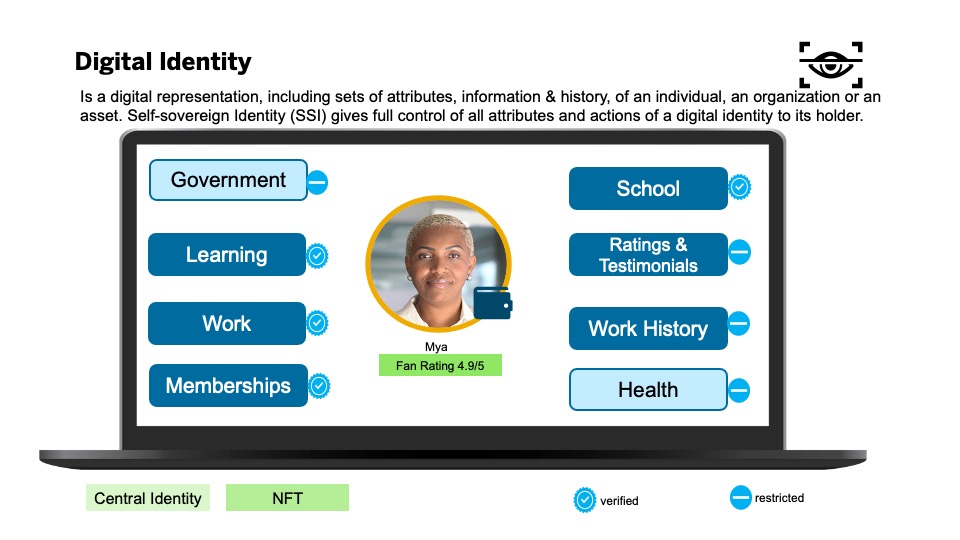 Digital Identity
Is a digital representation, including sets of attributes, information & history, of an individual, an organization or an
asset. Self-sovereign Identity (SSI) gives full control of all attributes and actions of a digital identity to its holder.
Government
Learning
Work
Memberships
Mya
Fan Rating 4.9/5
School
Ratings &
Testimonials
Work History
Health
Central Identity
NFT
verified
restricted